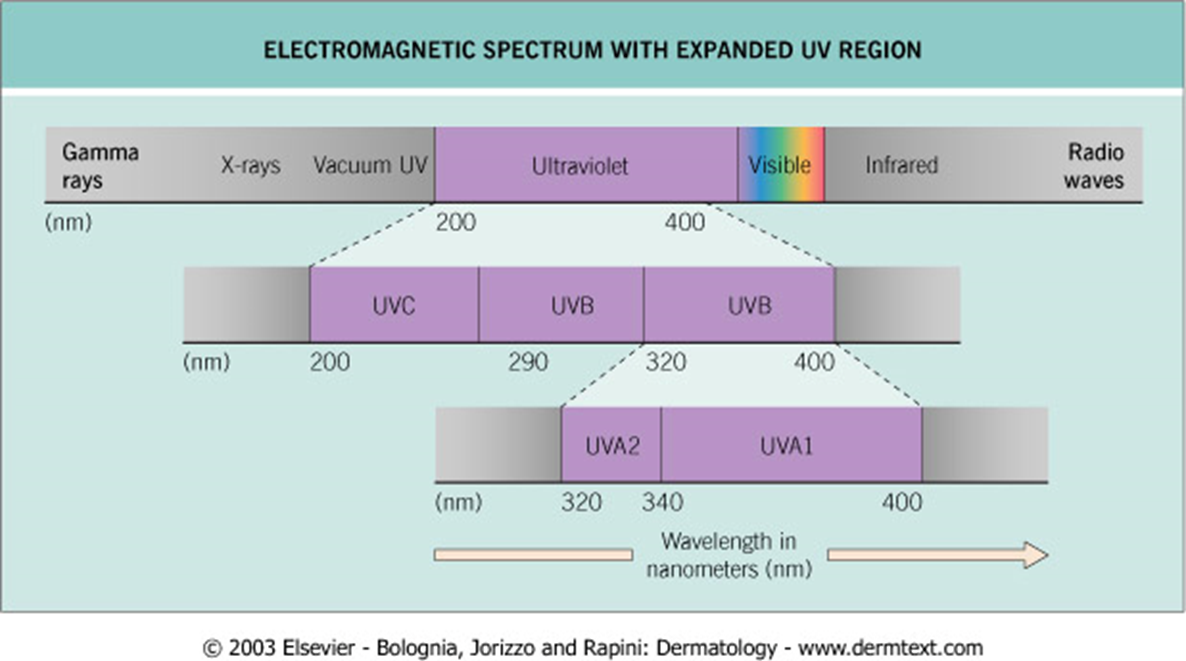 ELECTROMAGNETIC SPECTRUM WITH EXPANDED UV REGION
Gamma rays X-rays Vacuum UV Ultraviolet Visible Infrared Radio waves
(nm) 200 400
UVC UVB UVB
(nm) 200 290 320 400
UVA2 UVA1
(nm) 320 340 400
Wavelength in
nanometers (nm)
© 2003 Elsevier - Bolognia, Jorizzo and Rapini: Dermatology - www.dermtext.com